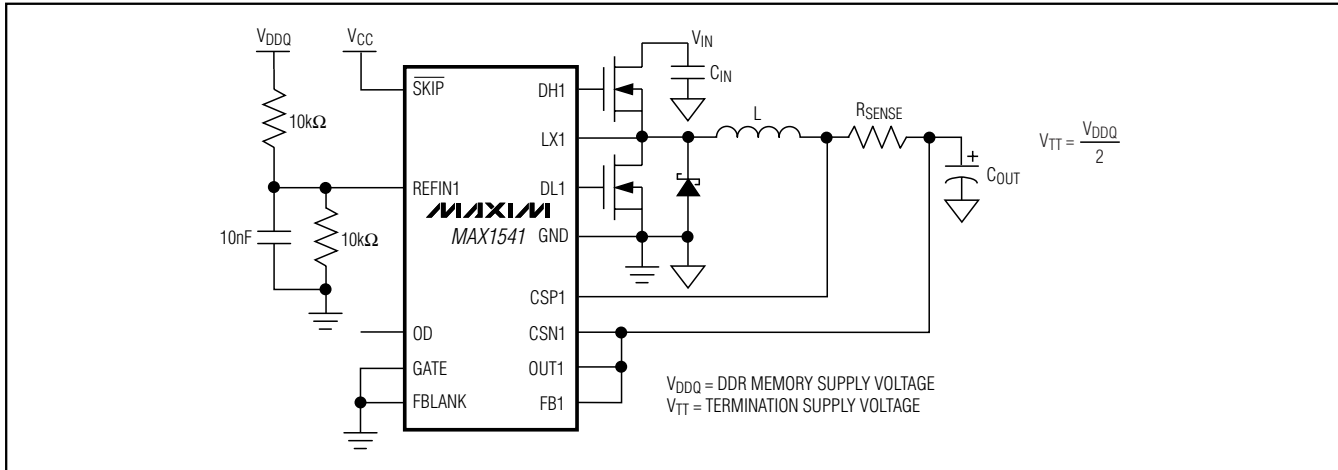 VDDQ
VCC
VIN
SKIP
DH1
CIN
10kΩ
LX1
L
RSENSE
VTT = VDDQ / 2
COUT
+
REFIN1
DL1
MAXIM
MAX1541
10nF
10kΩ
GND
CSP1
OD
CSN1
GATE
OUT1
FBLANK
FB1
VDDQ = DDR MEMORY SUPPLY VOLTAGE
VTT = TERMINATION SUPPLY VOLTAGE